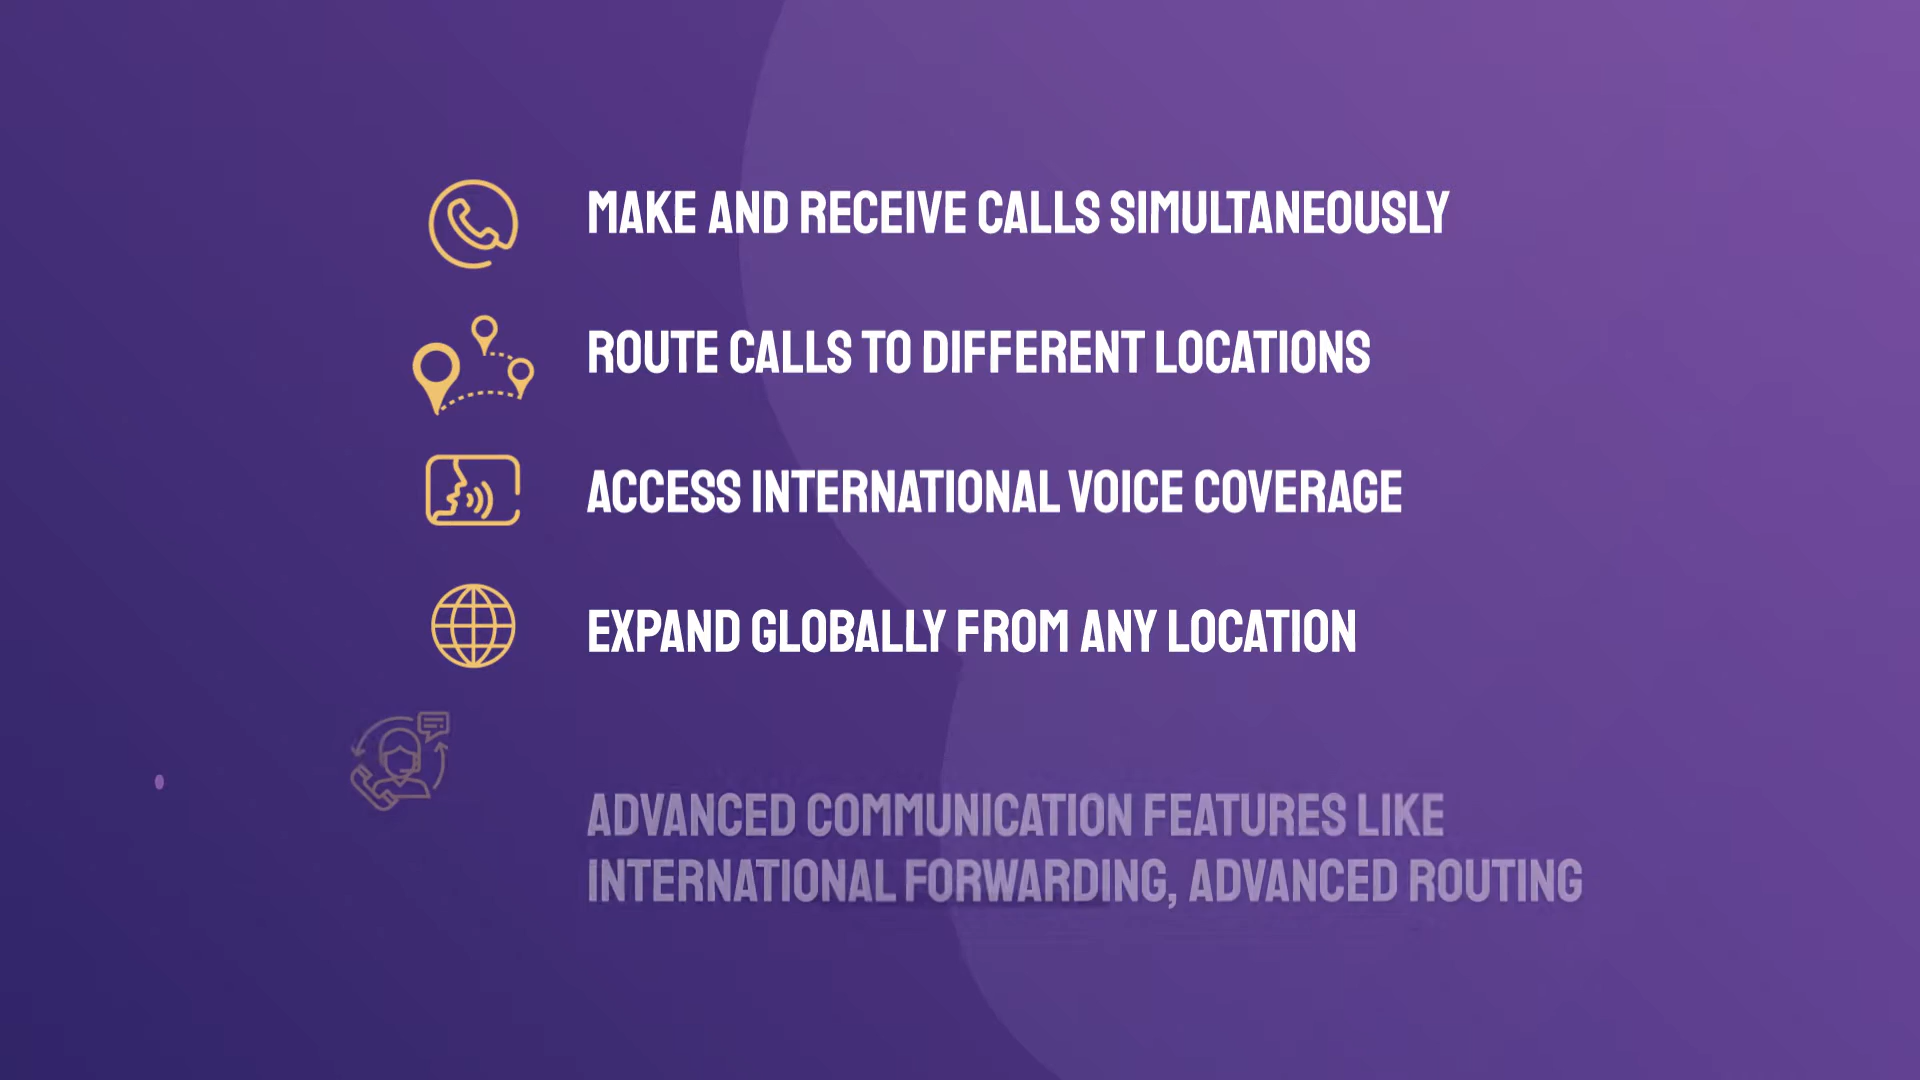 MAKE AND RECEIVE CALLS SIMULTANEOUSLY
ROUTE CALLS TO DIFFERENT LOCATIONS
ACCESS INTERNATIONAL VOICE COVERAGE
EXPAND GLOBALLY FROM ANY LOCATION
ADVANCED COMMUNICATION FEATURES LIKE
INTERNATIONAL FORWARDING, ADVANCED ROUTING